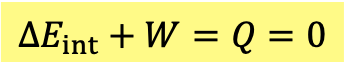 ΔE_int + W = Q = 0